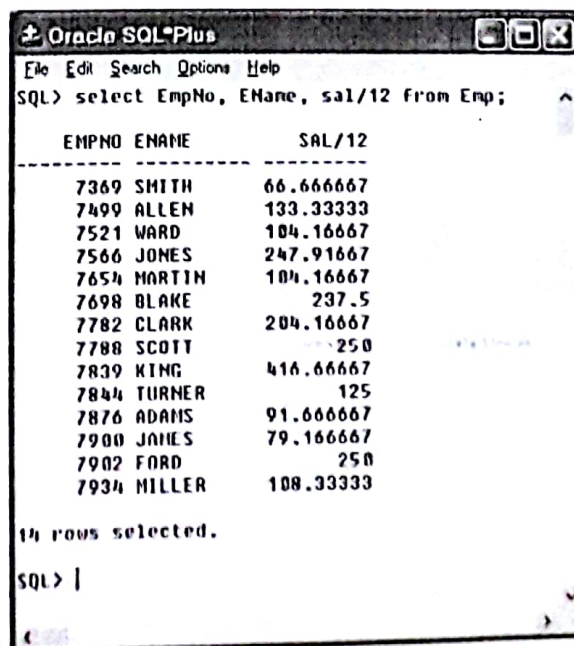 Oracle SQL*Plus
File Edit Search Options Help
SQL> select EmpNo, EName, sal/12 from Emp;
EMPNO ENAME SAL/12
--------- ---------- ---------
7369 SMITH 66.666667
7499 ALLEN 133.33333
7521 WARD 104.16667
7566 JONES 247.91667
7654 MARTIN 104.16667
7698 BLAKE 237.5
7782 CLARK 204.16667
7788 SCOTT 250
7839 KING 416.66667
7844 TURNER 125
7876 ADAMS 91.666667
7900 JAMES 79.166667
7902 FORD 250
7934 MILLER 108.33333
14 rows selected.
SQL>